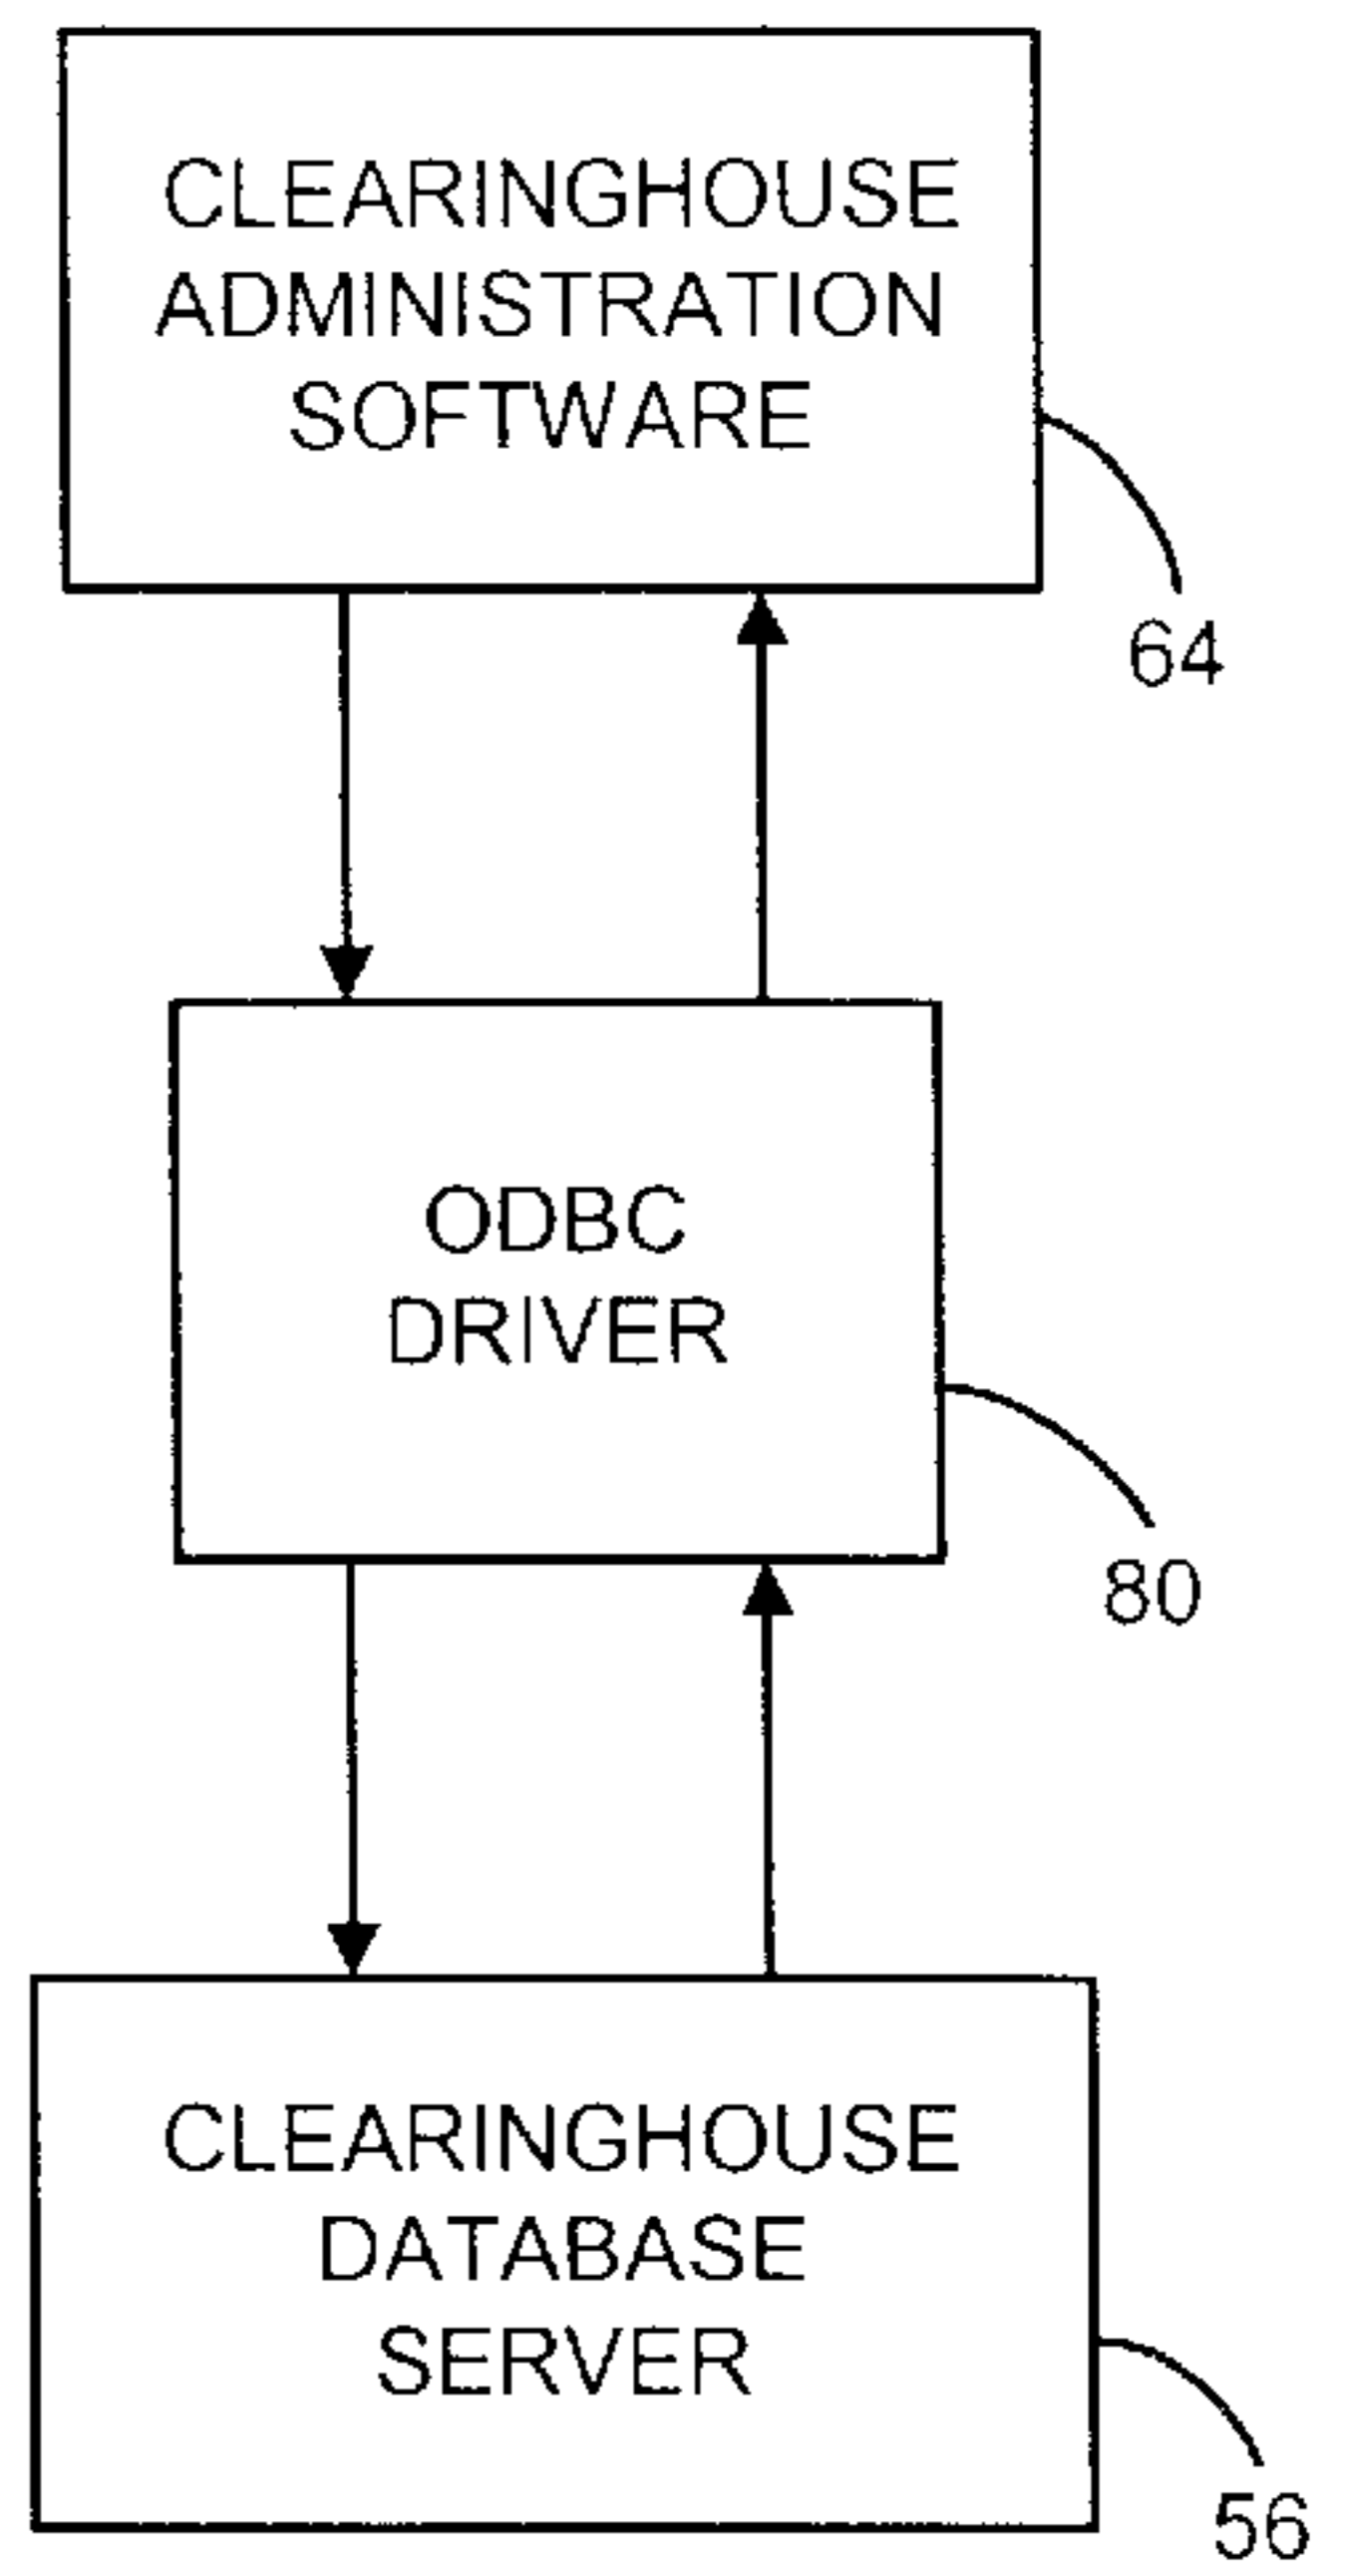 CLEARINGHOUSE
ADMINISTRATION
SOFTWARE
64
ODBC
DRIVER
80
CLEARINGHOUSE
DATABASE
SERVER
56